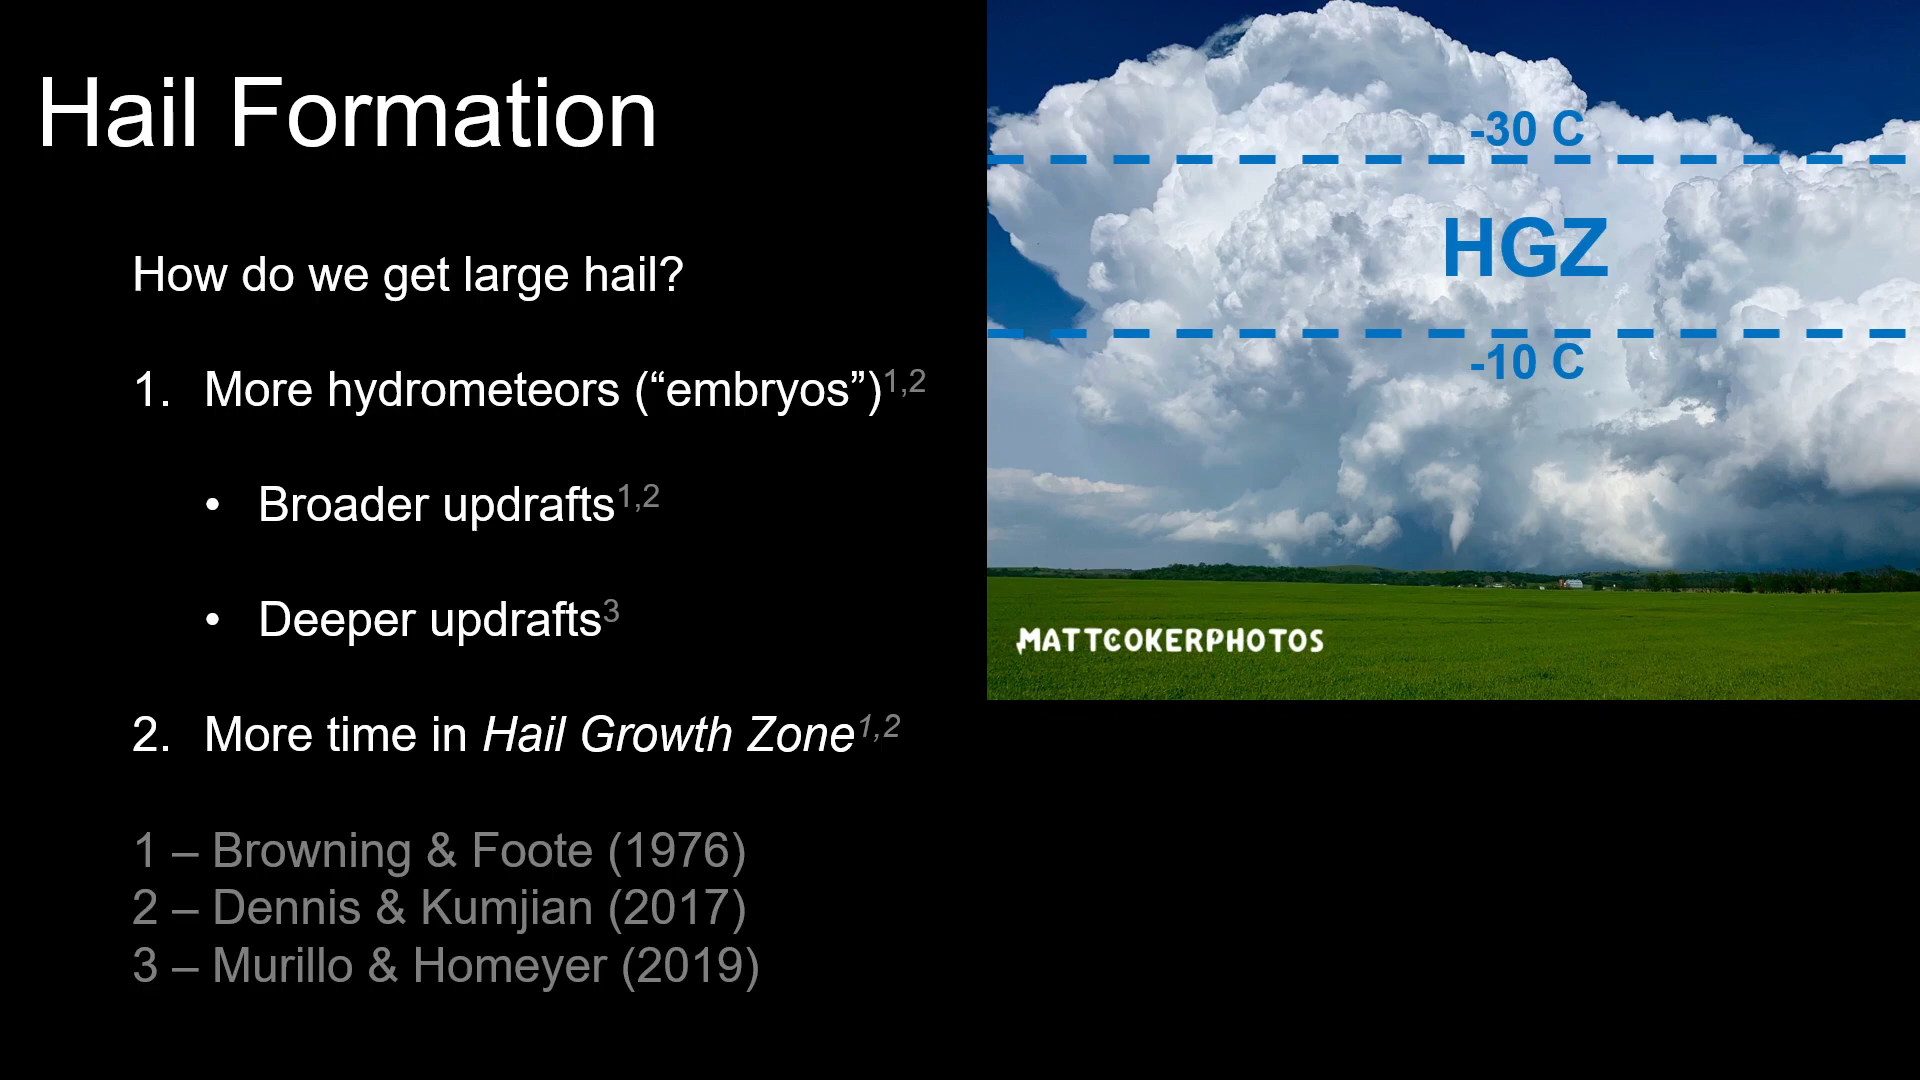 Hail Formation
How do we get large hail?
1. More hydrometeors (“embryos”)1,2
• Broader updrafts1,2
• Deeper updrafts3
2. More time in Hail Growth Zone1,2
1 – Browning & Foote (1976)
2 – Dennis & Kumjian (2017)
3 – Murillo & Homeyer (2019)
-30 C
HGZ
-10 C
MATTCOKERPHOTOS